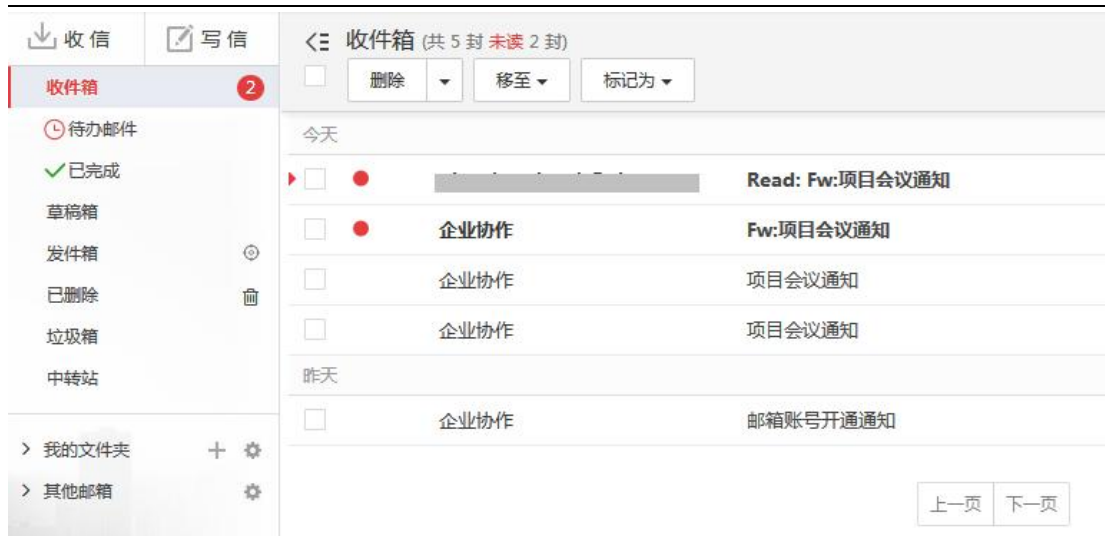 收信 写信
收件箱 2
待办邮件
已完成
草稿箱
发件箱
已删除
垃圾箱
中转站
我的文件夹
其他邮箱
收件箱 (共 5 封 未读 2 封)
删除 移至 标记为
今天
Read: Fw:项目会议通知
企业协作 Fw:项目会议通知
企业协作 项目会议通知
企业协作 项目会议通知
昨天
企业协作 邮箱账号开通通知
上一页 下一页